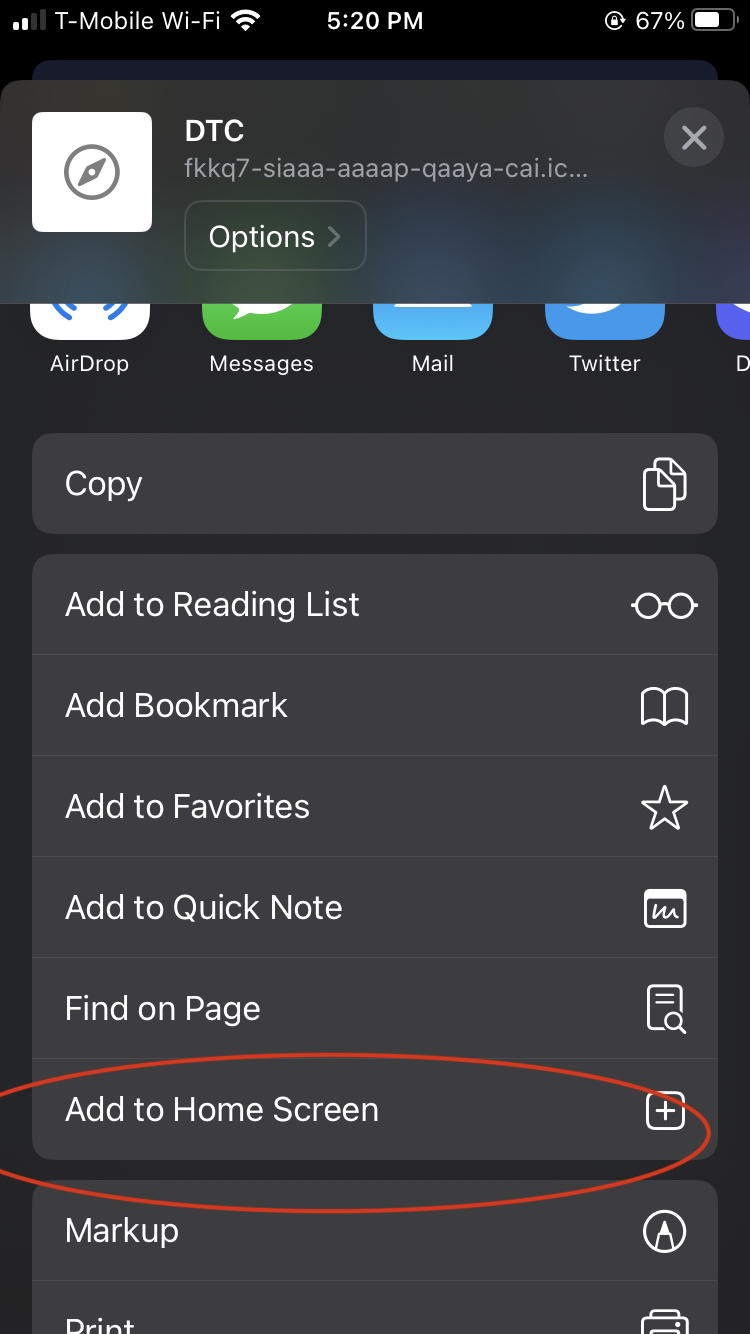 T-Mobile Wi-Fi 5:20 PM 67%
DTC
fkkq7-siaaa-aaaap-qaaya-cai.ic...
Options
AirDrop Messages Mail Twitter D
Copy
Add to Reading List
Add Bookmark
Add to Favorites
Add to Quick Note
Find on Page
Add to Home Screen
Markup
Print